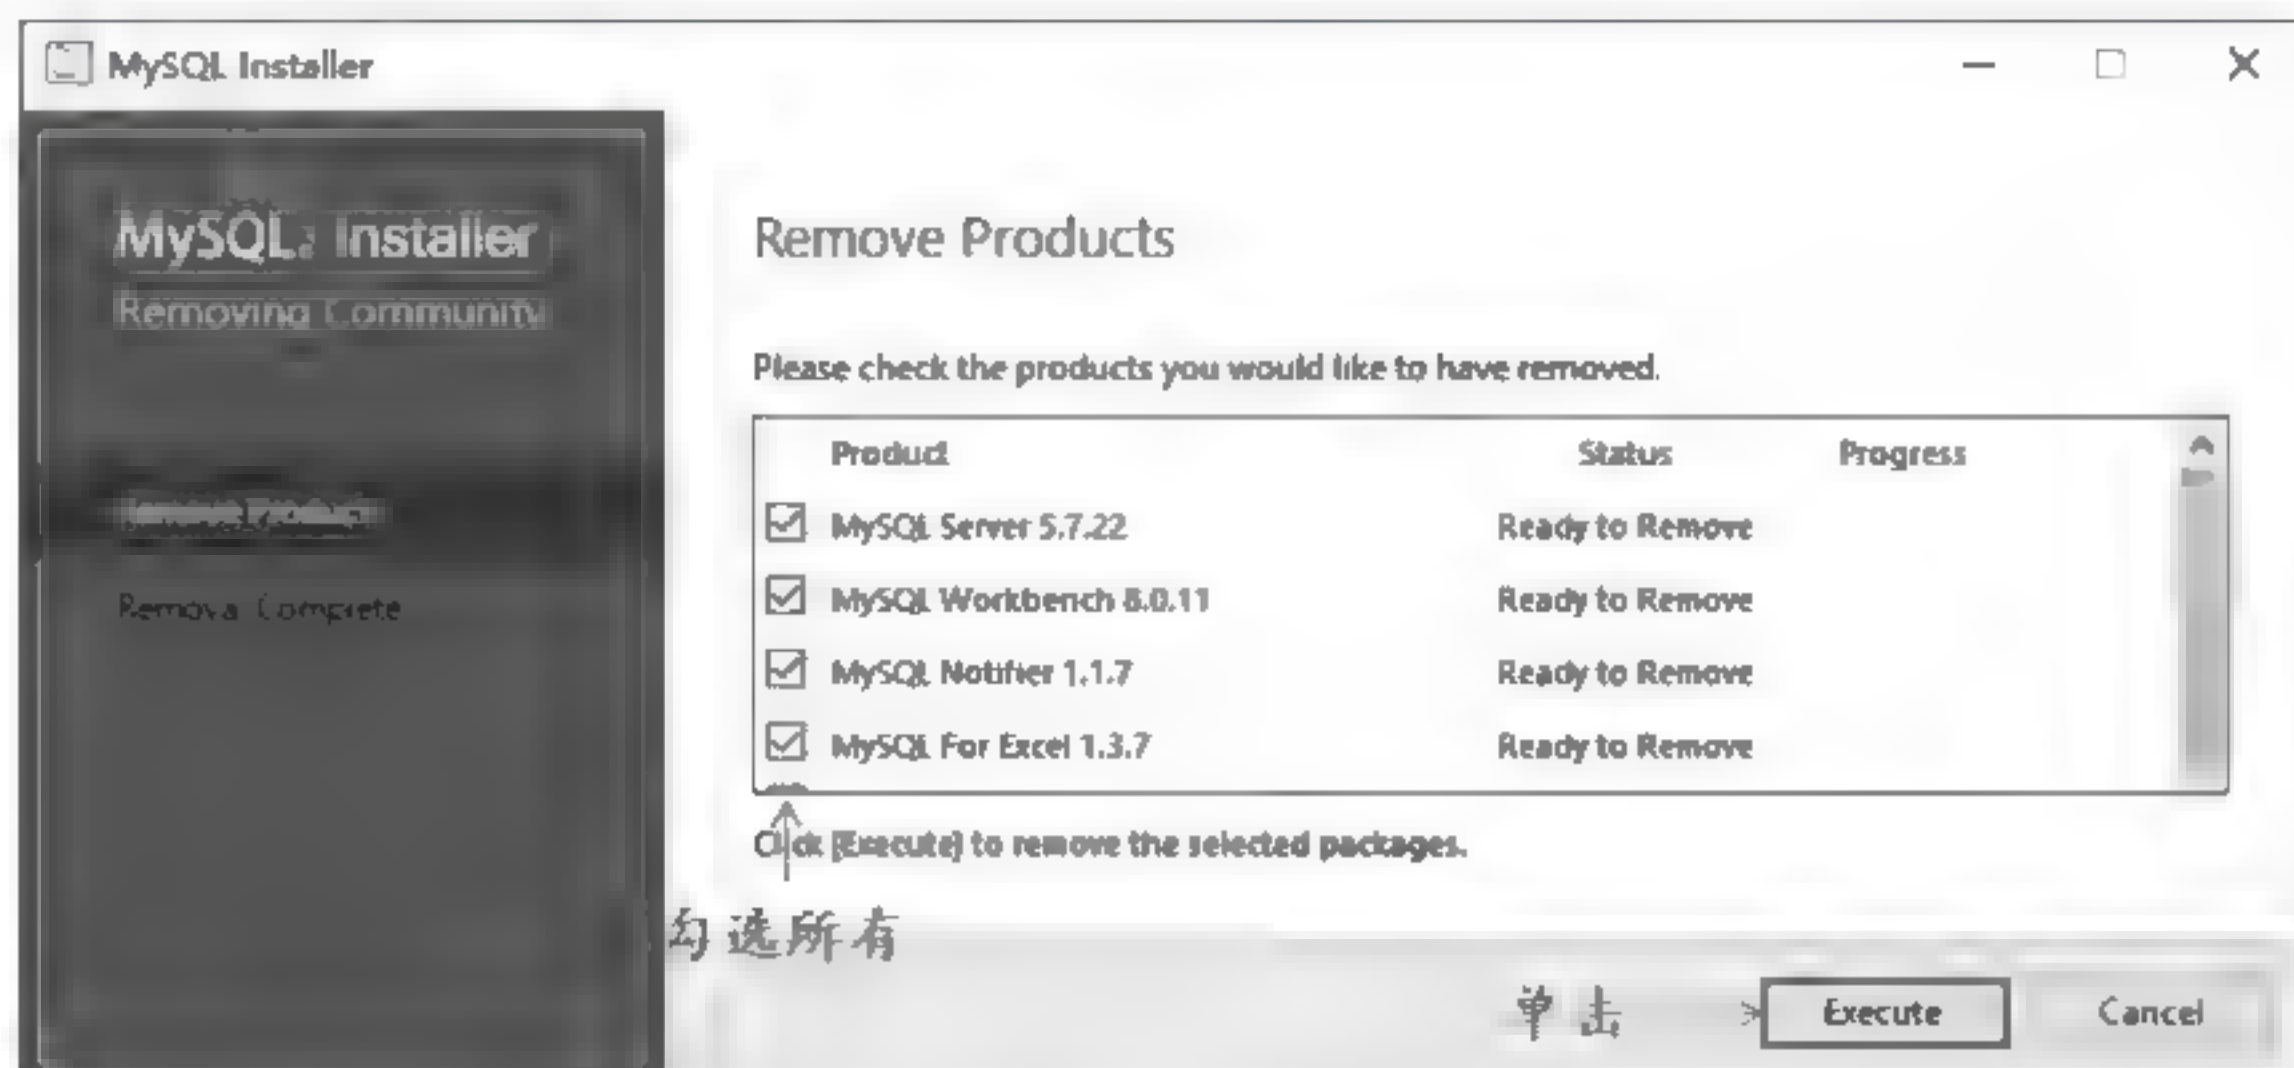 MySQL Installer
MySQL. Installer
Removing Community
Removal Complete
Remove Products
Please check the products you would like to have removed.
Product Status Progress
MySQL Server 5.7.22 Ready to Remove
MySQL Workbench 8.0.11 Ready to Remove
MySQL Notifier 1.1.7 Ready to Remove
MySQL For Excel 1.3.7 Ready to Remove
Click [Execute] to remove the selected packages.
勾选所有
单击 Execute Cancel